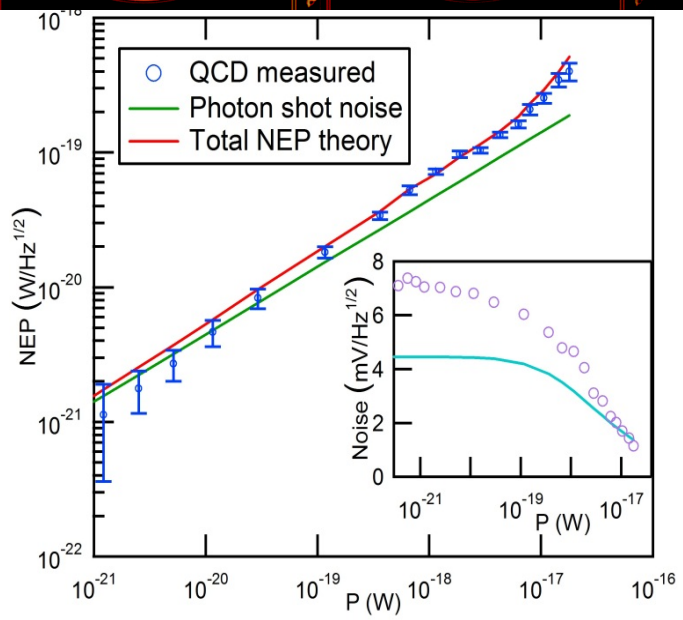 10⁻¹⁸
QCD measured
Photon shot noise
Total NEP theory
10⁻¹⁹
10⁻²⁰
10⁻²¹
10⁻²²
NEP (W/Hz^1/2)
10⁻²¹ 10⁻²⁰ 10⁻¹⁹ 10⁻¹⁸ 10⁻¹⁷ 10⁻¹⁶
P (W)
8
6
4
2
0
Noise (mV/Hz^1/2)
10⁻²¹ 10⁻¹⁹ 10⁻¹⁷
P (W)